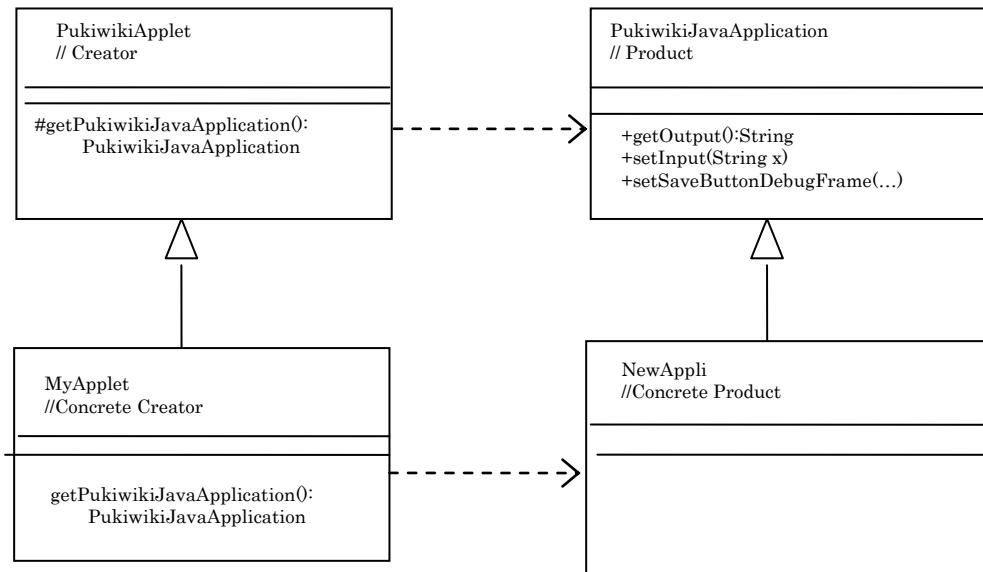 PukiwikiApplet
// Creator
#getPukiwikiJavaApplication():
PukiwikiJavaApplication
PukiwikiJavaApplication
// Product
+getOutput():String
+setInput(String x)
+setSaveButtonDebugFrame(…)
MyApplet
//Concrete Creator
getPukiwikiJavaApplication():
PukiwikiJavaApplication
NewAppli
//Concrete Product